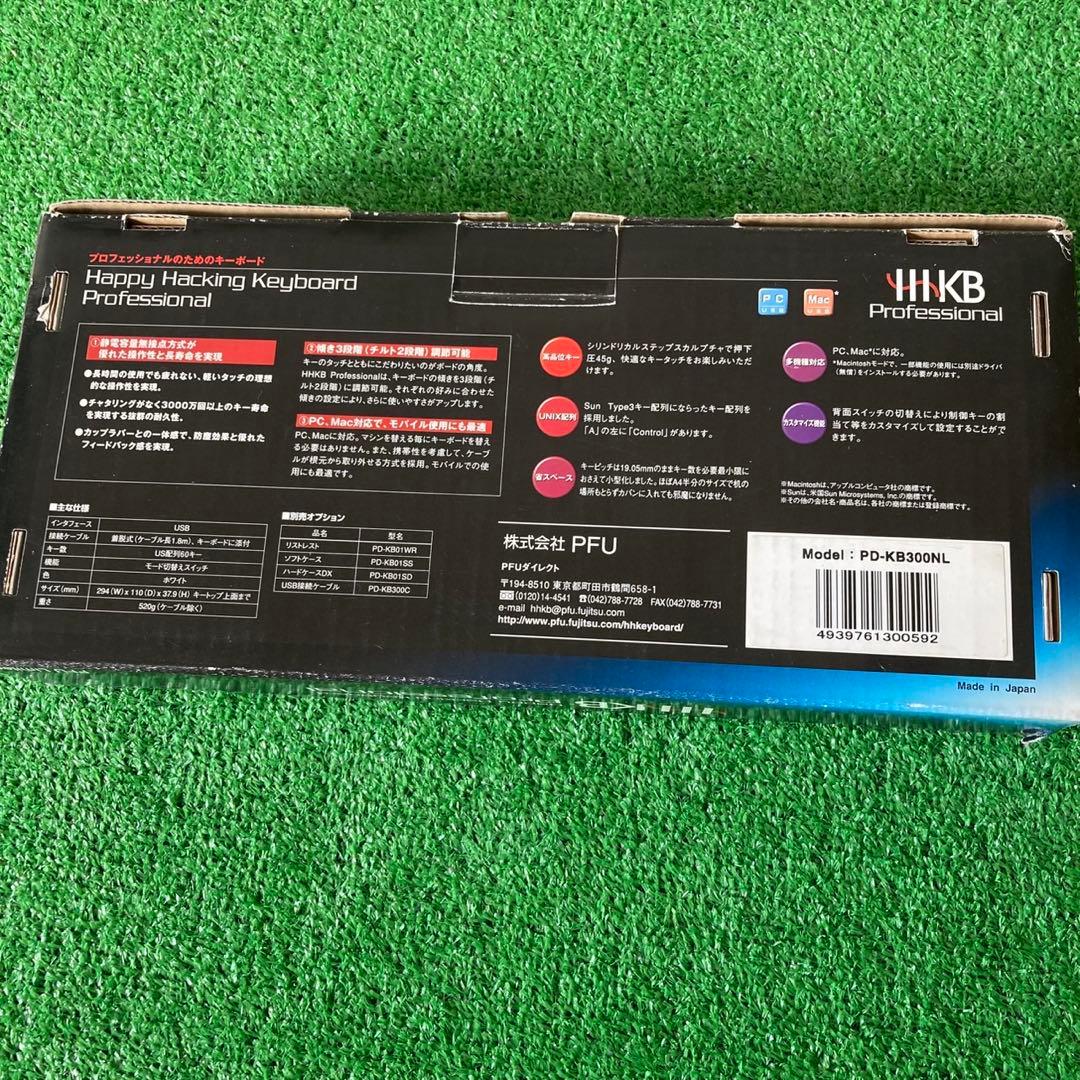 プロフェッショナルのためのキーボード
Happy Hacking Keyboard
Professional
PC
USB
Mac*
USB
HHKB
Professional
①静電容量無接点方式が
優れた操作性と長寿命を実現
●長時間の使用でも疲れない、軽いタッチの理想
的な操作性を実現。
●チャタリングがなく3000万回以上のキー寿命
を実現する抜群の耐久性。
●カップラバーとの一体感で、防塵効果と優れた
フィードバック感を実現。
②傾き3段階(チルト2段階)調節可能
キーのタッチとともにこだわりたいのがボードの角度。
HHKB Professionalは、キーボードの傾きを3段階(チ
ルト2段階)に調節可能。それぞれの好みに合わせた
傾きの設定により、さらに使いやすさがアップします。
③PC、Mac対応で、モバイル使用にも最適
PC、Macに対応。マシンを替える毎にキーボードを替え
る必要はありません。また、携帯性を考慮して、ケーブ
ルが根元から取り外せる方式を採用。モバイルでの使
用にも最適です。
高品位キー
シリンドリカルステップスカルプチャで押下
圧45g、快適なキータッチをお楽しみいただ
けます。
UNIX配列
Sun Type3キー配列にならったキー配列を
採用しました。
「A」の左に「Control」があります。
省スペース
キーピッチは19.05mmのままキー数を必要最小限に
おさえて小型化しました。ほぼA4半分のサイズで机の
場所もとらずカバンに入れても邪魔になりません。
多機種対応
PC、Mac*に対応。
*Macintoshモードで、一部機能の使用には別途ドライバ
(無償)をインストールする必要があります。
カスタマイズ機能
背面スイッチの切替えにより制御キーの割
当て等をカスタマイズして設定することがで
きます。
※Macintoshは、アップルコンピュータ社の商標です。
※Sunは、米国Sun Microsystems, Inc.の商標です。
※その他の会社名・商品名は、各社の商標または登録商標です。
■主な仕様
インタフェース USB
接続ケーブル 着脱式(ケーブル長1.8m)、キーボードに添付
キー数 US配列60キー
機能 モード切替えスイッチ
色 ホワイト
サイズ(mm) 294(W)x110(D)x37.9(H) キートップ上面まで
重さ 520g(ケーブル除く)
■別売オプション
品名 型名
リストレスト PD-KB01WR
ソフトケース PD-KB01SS
ハードケースDX PD-KB01SD
USB接続ケーブル PD-KB300C
株式会社 PFU
PFUダイレクト
〒194-8510 東京都町田市鶴間658-1
(0120)14-4541 ☎(042)788-7728 FAX(042)788-7731
e-mail hhkb@pfu.fujitsu.com
http://www.pfu.fujitsu.com/hhkeyboard/
Model : PD-KB300NL
4939761300592
Made in Japan